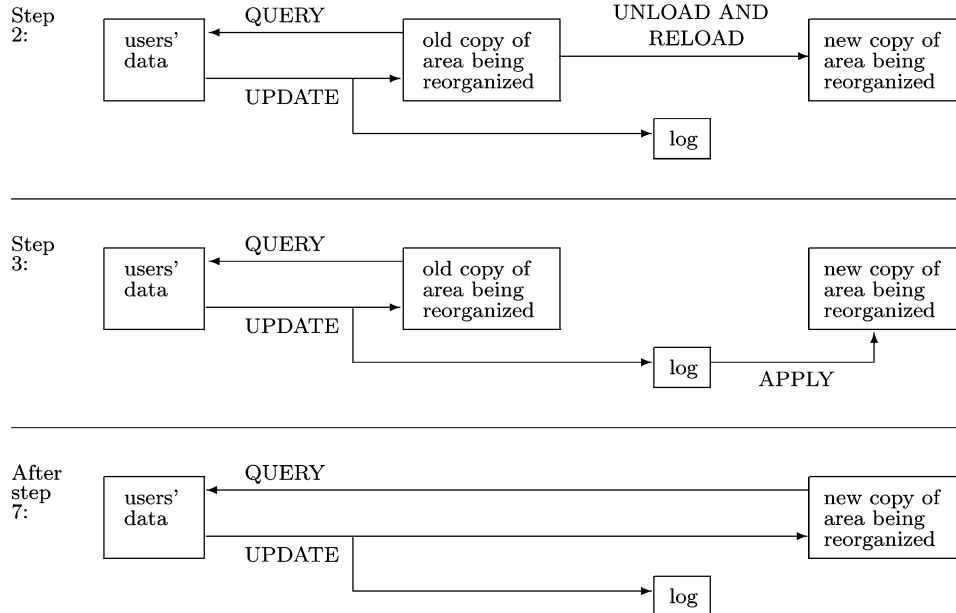 Step
2:
users'
data
QUERY
UPDATE
old copy of
area being
reorganized
UNLOAD AND
RELOAD
new copy of
area being
reorganized
log
Step
3:
users'
data
QUERY
UPDATE
old copy of
area being
reorganized
new copy of
area being
reorganized
log
APPLY
After
step
7:
users'
data
QUERY
UPDATE
new copy of
area being
reorganized
log